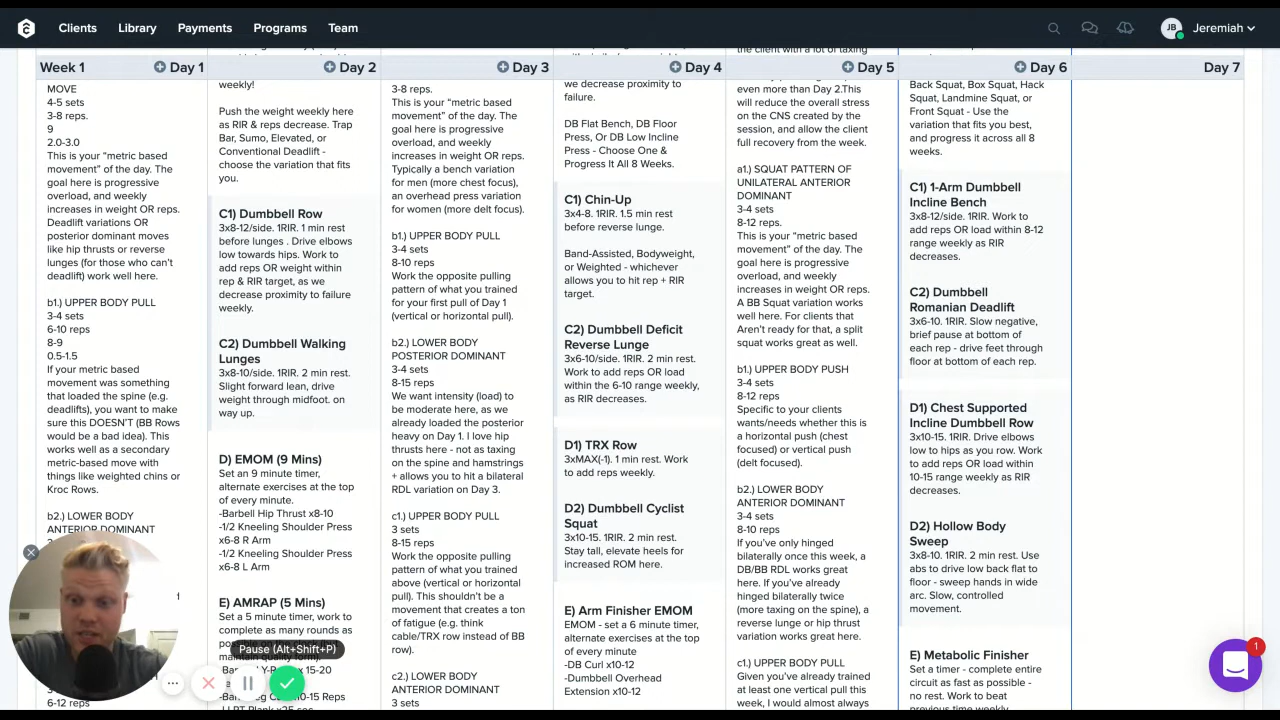 Clients
Library
Payments
Programs
Team
JB
Jeremiah
Week 1
Day 1
Day 2
Day 3
Day 4
Day 5
Day 6
Day 7
MOVE
4-5 sets
3-8 reps.
9
2.0-3.0
This is your “metric based
movement” of the day. The
goal here is progressive
overload, and weekly
increases in weight OR reps.
Deadlift variations OR
posterior dominant moves
like hip thrusts or reverse
lunges (for those who can’t
deadlift) work well here.
b1.) UPPER BODY PULL
3-4 sets
6-10 reps
8-9
0.5-1.5
If your metric based
movement was something
that loaded the spine (e.g.
deadlifts), you want to make
sure this DOESN’T (BB Rows
would be a bad idea). This
works well as a secondary
metric-based move with
things like weighted chins or
Kroc Rows.
b2.) LOWER BODY
ANTERIOR DOMINANT
6-12 reps
weekly!
Push the weight weekly here
as RIR & reps decrease. Trap
Bar, Sumo, Elevated, or
Conventional Deadlift -
choose the variation that fits
you.
C1) Dumbbell Row
3x8-12/side. 1RIR. 1 min rest
before lunges . Drive elbows
low towards hips. Work to
add reps OR weight within
rep & RIR target, as we
decrease proximity to failure
weekly.
C2) Dumbbell Walking
Lunges
3x8-10/side. 1RIR. 2 min rest.
Slight forward lean, drive
weight through midfoot. on
way up.
D) EMOM (9 Mins)
Set an 9 minute timer,
alternate exercises at the top
of every minute.
-Barbell Hip Thrust x8-10
-1/2 Kneeling Shoulder Press
x6-8 R Arm
-1/2 Kneeling Shoulder Press
x6-8 L Arm
E) AMRAP (5 Mins)
Set a 5 minute timer, work to
complete as many rounds as
Pause (Alt+Shift+P)
3-8 reps.
This is your “metric based
movement” of the day. The
goal here is progressive
overload, and weekly
increases in weight OR reps.
Typically a bench variation
for men (more chest focus),
an overhead press variation
for women (more delt focus).
b1.) UPPER BODY PULL
3-4 sets
8-10 reps
Work the opposite pulling
pattern of what you trained
for your first pull of Day 1
(vertical or horizontal pull).
b2.) LOWER BODY
POSTERIOR DOMINANT
3-4 sets
8-15 reps
We want intensity (load) to
be moderate here, as we
already loaded the posterior
heavy on Day 1. I love hip
thrusts here - not as taxing
on the spine and hamstrings
+ allows you to hit a bilateral
RDL variation on Day 3.
c1.) UPPER BODY PULL
3 sets
8-15 reps
Work the opposite pulling
pattern of what you trained
above (vertical or horizontal
pull). This shouldn’t be a
movement that creates a ton
of fatigue (e.g. think
cable/TRX row instead of BB
row).
c2.) LOWER BODY
ANTERIOR DOMINANT
3 sets
we decrease proximity to
failure.
DB Flat Bench, DB Floor
Press, Or DB Low Incline
Press - Choose One &
Progress It All 8 Weeks.
C1) Chin-Up
3x4-8. 1RIR. 1.5 min rest
before reverse lunge.
Band-Assisted, Bodyweight,
or Weighted - whichever
allows you to hit rep + RIR
target.
C2) Dumbbell Deficit
Reverse Lunge
3x6-10/side. 1RIR. 2 min rest.
Work to add reps OR load
within the 6-10 range weekly,
as RIR decreases.
D1) TRX Row
3xMAX(-1). 1 min rest. Work
to add reps weekly.
D2) Dumbbell Cyclist
Squat
3x10-15. 1RIR. 2 min rest.
Stay tall, elevate heels for
increased ROM here.
E) Arm Finisher EMOM
EMOM - set a 6 minute timer,
alternate exercises at the top
of every minute
-DB Curl x10-12
-Dumbbell Overhead
Extension x10-12
the client with a lot of taxing
even more than Day 2.This
will reduce the overall stress
on the CNS created by the
session, and allow the client
full recovery from the week.
a1.) SQUAT PATTERN OF
UNILATERAL ANTERIOR
DOMINANT
3-4 sets
8-12 reps.
This is your “metric based
movement” of the day. The
goal here is progressive
overload, and weekly
increases in weight OR reps.
A BB Squat variation works
well here. For clients that
Aren’t ready for that, a split
squat works great as well.
b1.) UPPER BODY PUSH
3-4 sets
8-12 reps
Specific to your clients
wants/needs whether this is
a horizontal push (chest
focused) or vertical push
(delt focused).
b2.) LOWER BODY
ANTERIOR DOMINANT
3-4 sets
8-10 reps
If you’ve only hinged
bilaterally once this week, a
DB/BB RDL works great
here. If you’ve already
hinged bilaterally twice
(more taxing on the spine), a
reverse lunge or hip thrust
variation works great here.
c1.) UPPER BODY PULL
Given you’ve already trained
at least one vertical pull this
week, I would almost always
Back Squat, Box Squat, Hack
Squat, Landmine Squat, or
Front Squat - Use the
variation that fits you best,
and progress it across all 8
weeks.
C1) 1-Arm Dumbbell
Incline Bench
3x8-12/side. 1RIR. Work to
add reps OR load within 8-12
range weekly as RIR
decreases.
C2) Dumbbell
Romanian Deadlift
3x6-10. 1RIR. Slow negative,
brief pause at bottom of
each rep - drive feet through
floor at bottom of each rep.
D1) Chest Supported
Incline Dumbbell Row
3x10-15. 1RIR. Drive elbows
low to hips as you row. Work
to add reps OR load within
10-15 range weekly as RIR
decreases.
D2) Hollow Body
Sweep
3x8-10. 1RIR. 2 min rest. Use
abs to drive low back flat to
floor - sweep hands in wide
arc. Slow, controlled
movement.
E) Metabolic Finisher
Set a timer - complete entire
circuit as fast as possible -
no rest. Work to beat
previous time weekly.
1